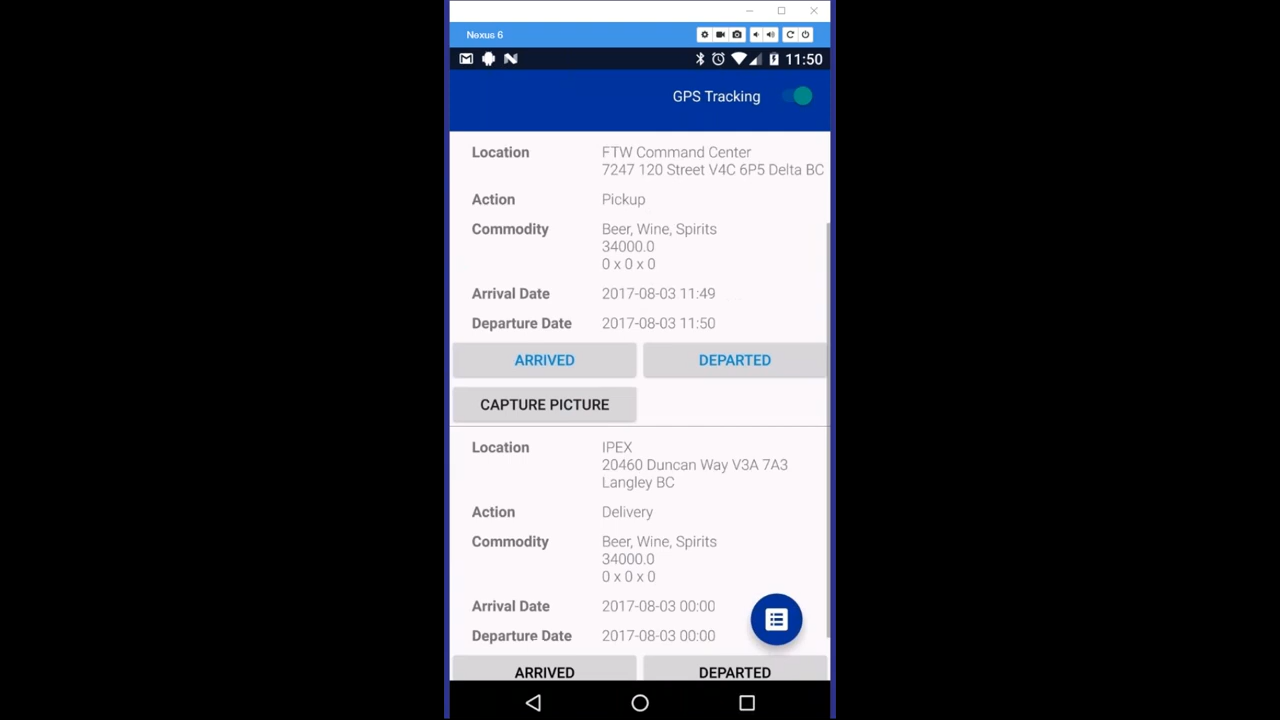 Nexus 6
11:50
GPS Tracking
Location FTW Command Center
7247 120 Street V4C 6P5 Delta BC
Action Pickup
Commodity Beer, Wine, Spirits
34000.0
0 x 0 x 0
Arrival Date 2017-08-03 11:49
Departure Date 2017-08-03 11:50
ARRIVED DEPARTED
CAPTURE PICTURE
Location IPEX
20460 Duncan Way V3A 7A3
Langley BC
Action Delivery
Commodity Beer, Wine, Spirits
34000.0
0 x 0 x 0
Arrival Date 2017-08-03 00:00
Departure Date 2017-08-03 00:00
ARRIVED DEPARTED